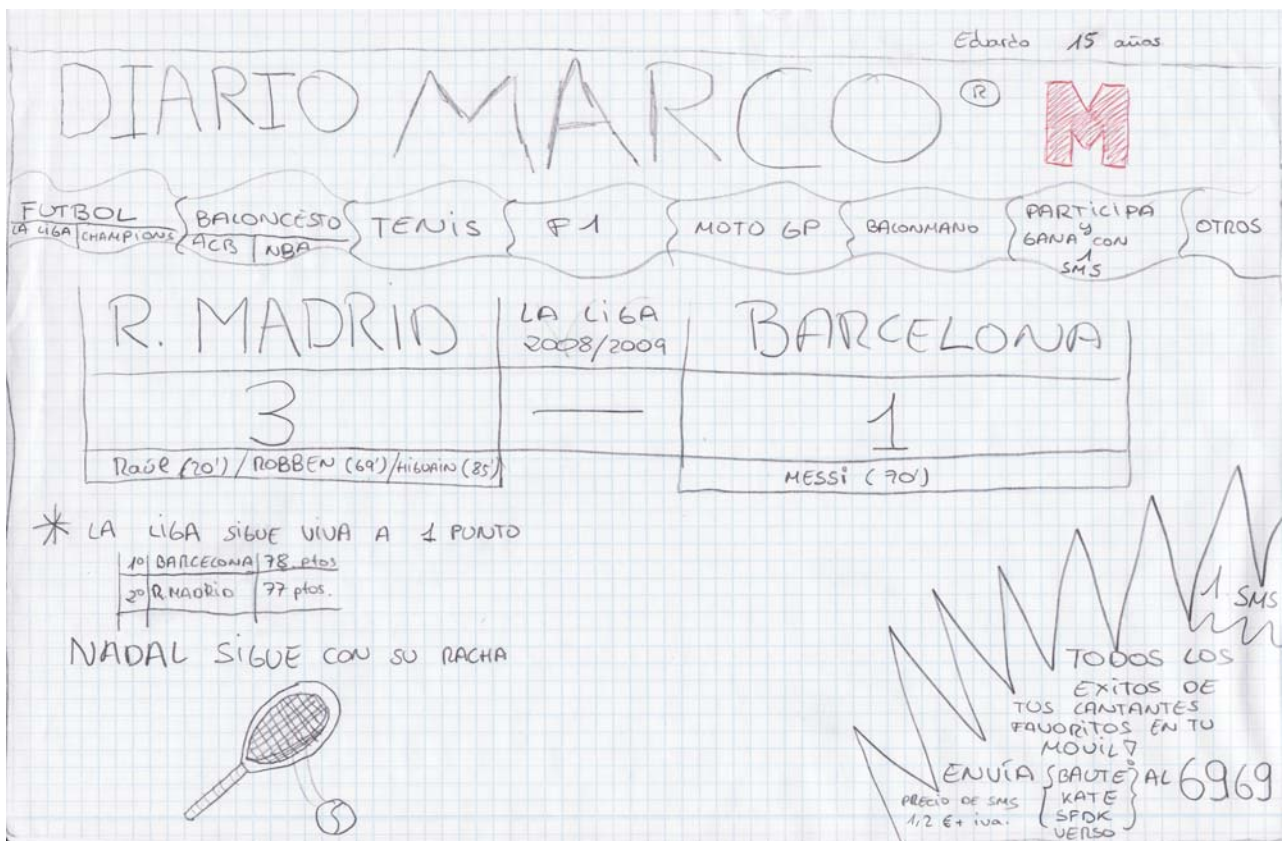 Eduardo 15 años
DIARIO MARCO ® M
FUTBOL
LA LIGA CHAMPIONS
BALONCESTO
ACB NBA
TENiS
F1
MOTO GP
BALONMANO
PARTICIPA
Y
GANA CON
1
SMS
OTROS
R. MADRID
LA LiGA
2008/2009
BARCELONA
3 — 1
Raúl (20') / ROBBEN (69') / HiGUAiN (85')
MESSi (70')
* LA LiGA SiGUE ViVA A 1 PUNTO
1º BARCELONA 78 ptos
2º R. MADRiD 77 ptos.
NADAL SiGUE CON SU RACHA
1 SMS
TODOS LOS
EXiTOS DE
TUS CANTANTES
FAVORiTOS EN TU
MOViL!
ENVÍA BAUTE AL 6969
KATE
SFDK
VERSO
PRECiO DE SMS
1,2 € + iva.